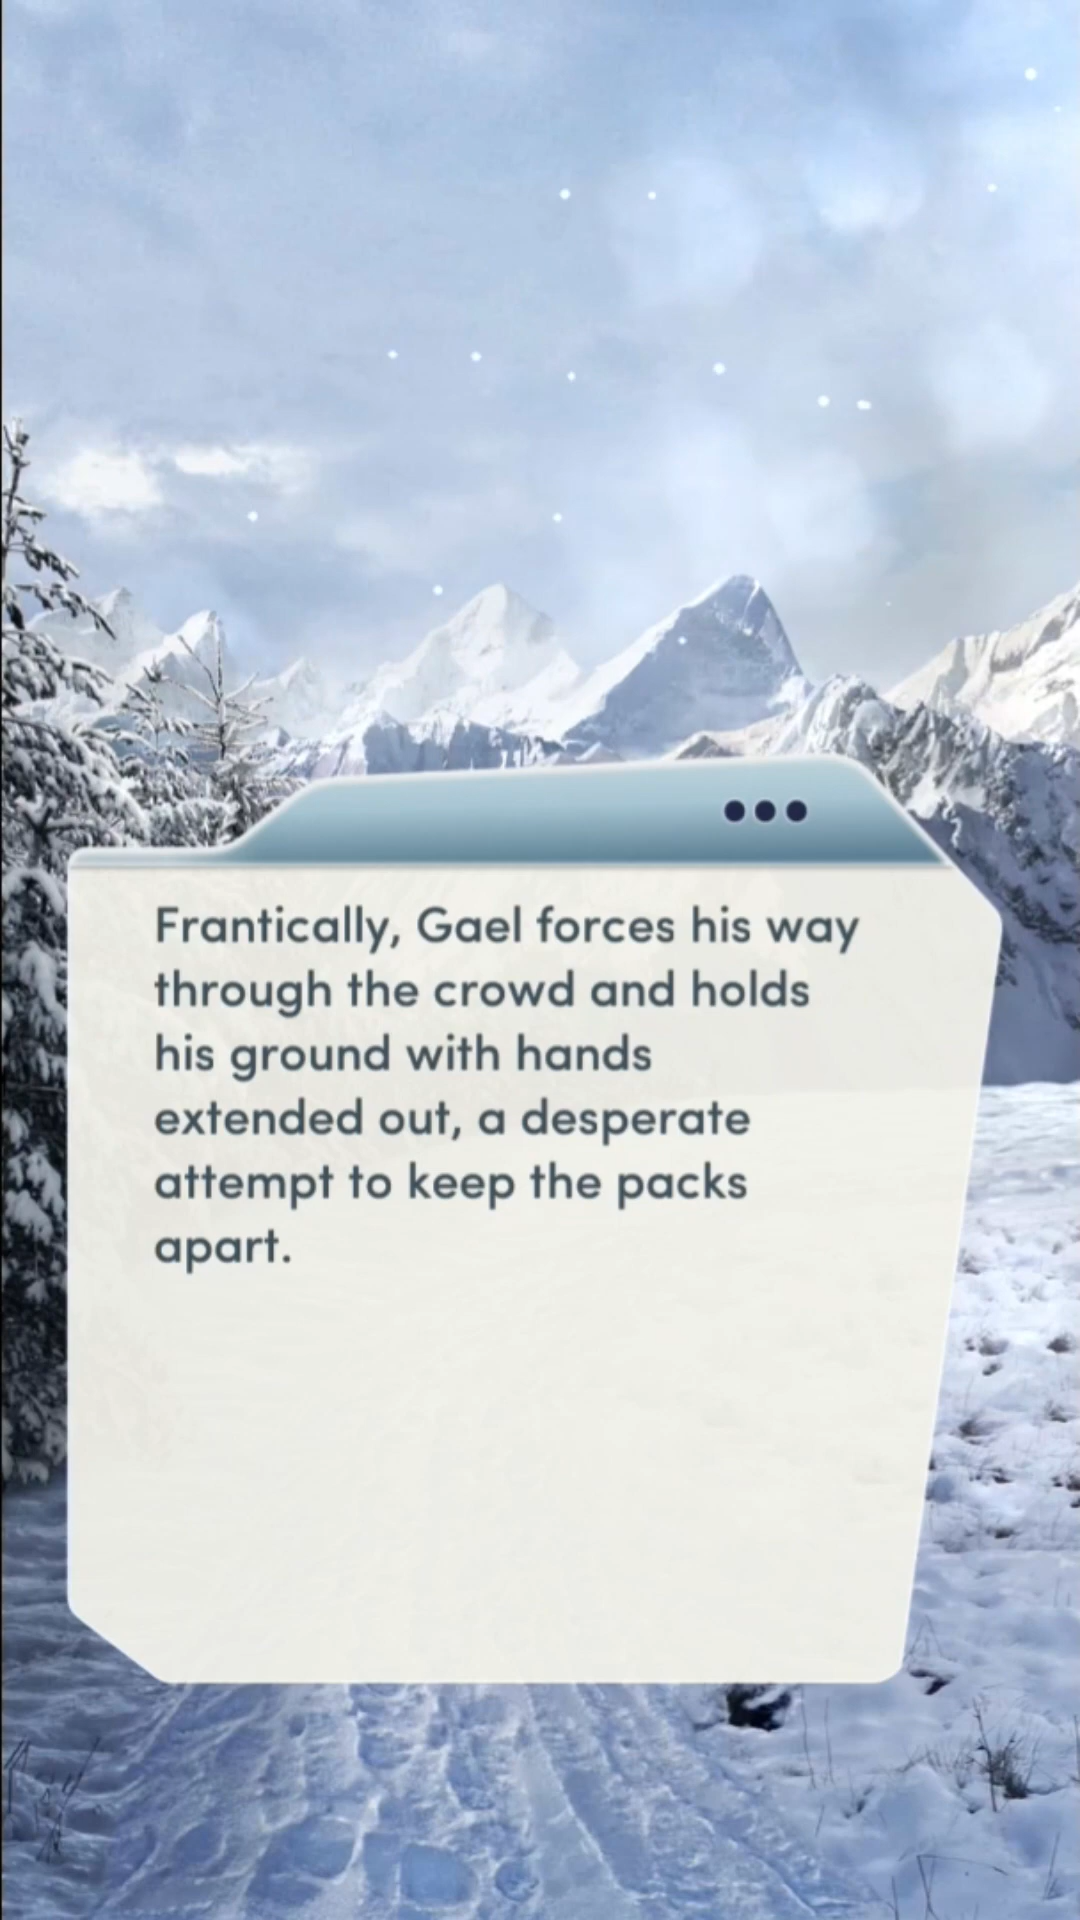 Frantically, Gael forces his way
through the crowd and holds
his ground with hands
extended out, a desperate
attempt to keep the packs
apart.